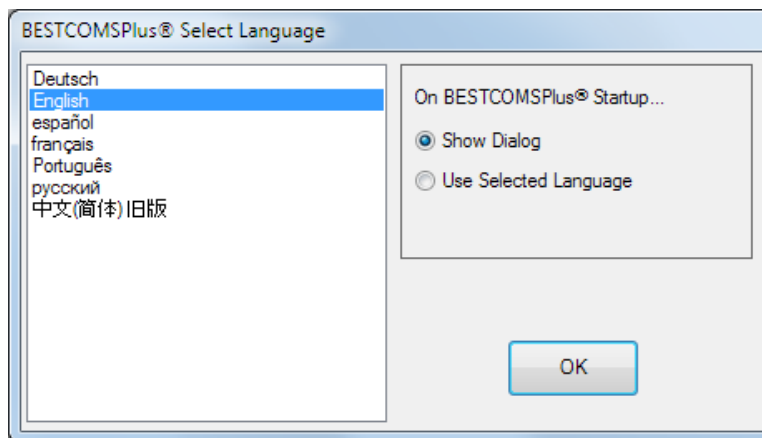 BESTCOMSPlus® Select Language
Deutsch
English
español
français
Português
русский
中文(简体) 旧版
On BESTCOMSPlus® Startup...
Show Dialog
Use Selected Language
OK